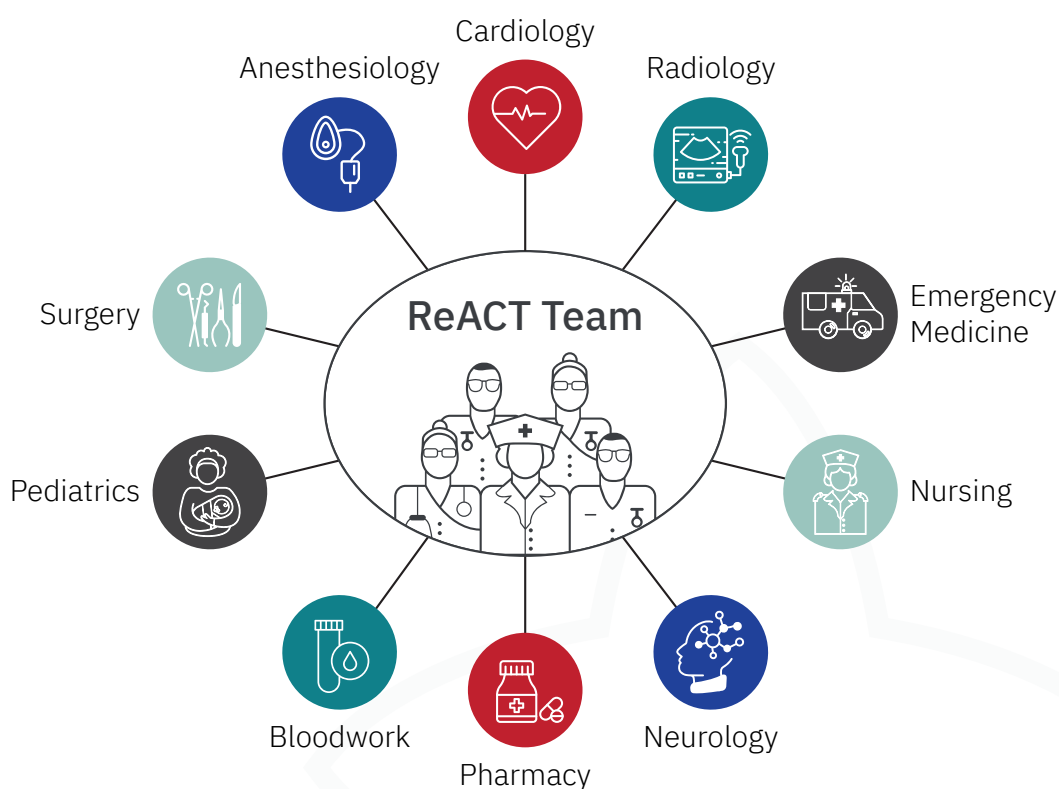 Cardiology
Anesthesiology
Radiology
Surgery
ReACT Team
Emergency
Medicine
Pediatrics
Nursing
Bloodwork
Neurology
Pharmacy